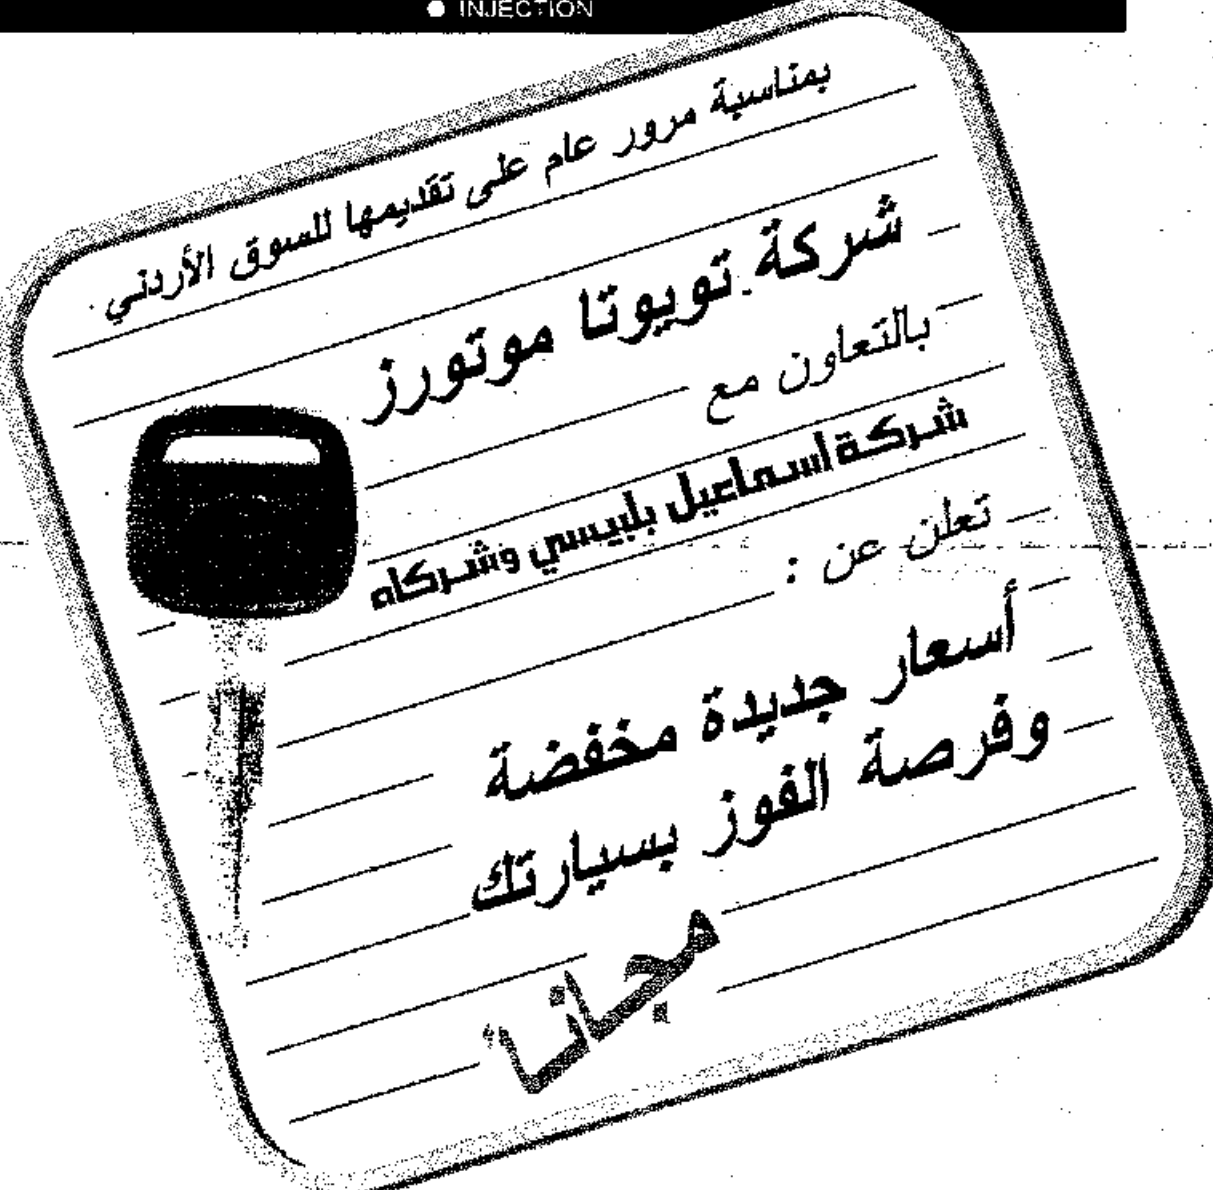 ● INJECTION
بمناسبة مرور عام على تقديمها للسوق الأردني
شركة تويوتا موتورز
بالتعاون مع
شركة اسماعيل بلبيسي وشركاه
تعلن عن :
أسعار جديدة مخفضة
وفرصة الفوز بسيارتك
مجاناً